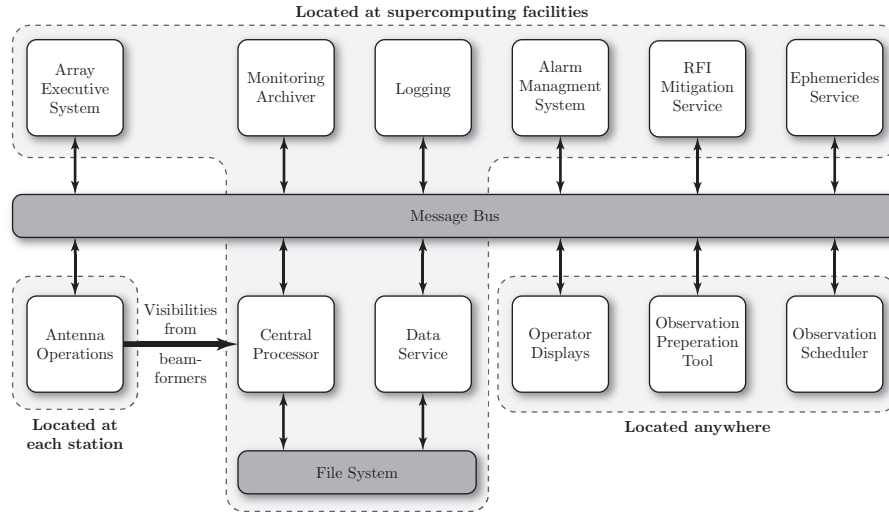 Located at supercomputing facilities
Array
Executive
System
Monitoring
Archiver
Logging
Alarm
Managment
System
RFI
Mitigation
Service
Ephemerides
Service
Message Bus
Antenna
Operations
Visibilities
from
beam-
formers
Central
Processor
Data
Service
Operator
Displays
Observation
Preperation
Tool
Observation
Scheduler
Located at
each station
Located anywhere
File System